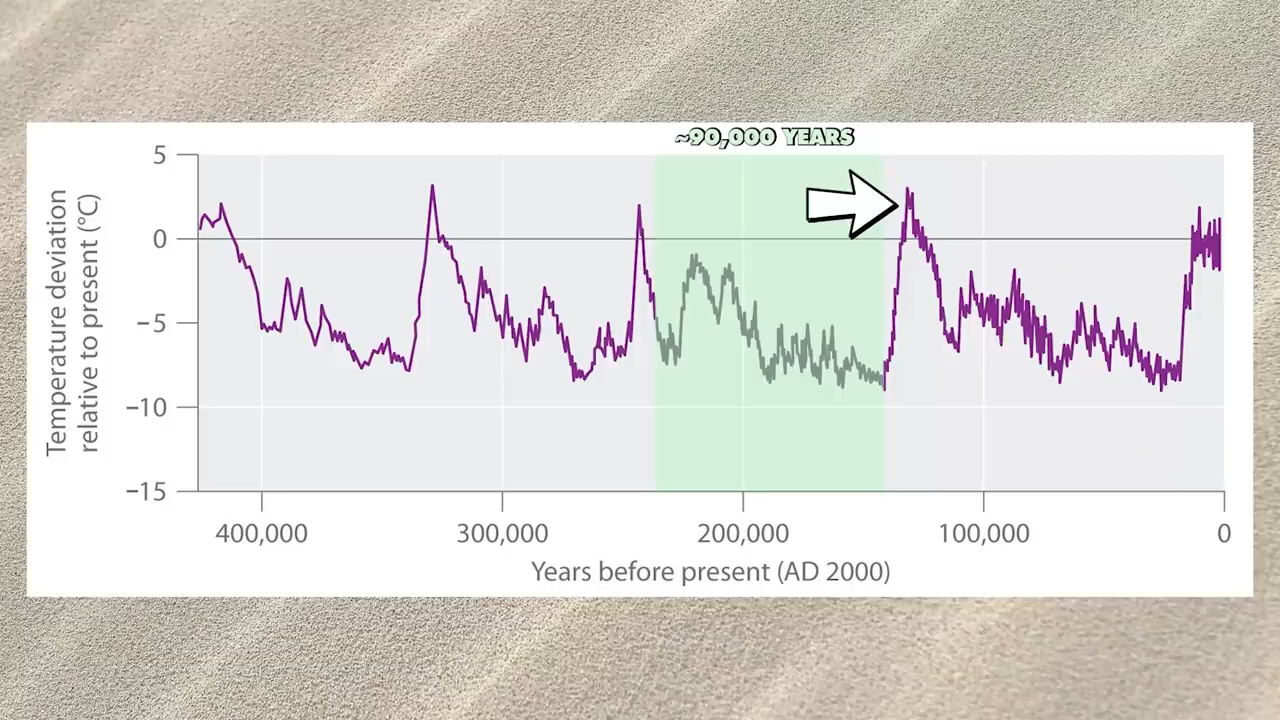 ~90,000 YEARS
Temperature deviation
relative to present (°C)
5
0
−5
−10
−15
400,000
300,000
200,000
100,000
0
Years before present (AD 2000)